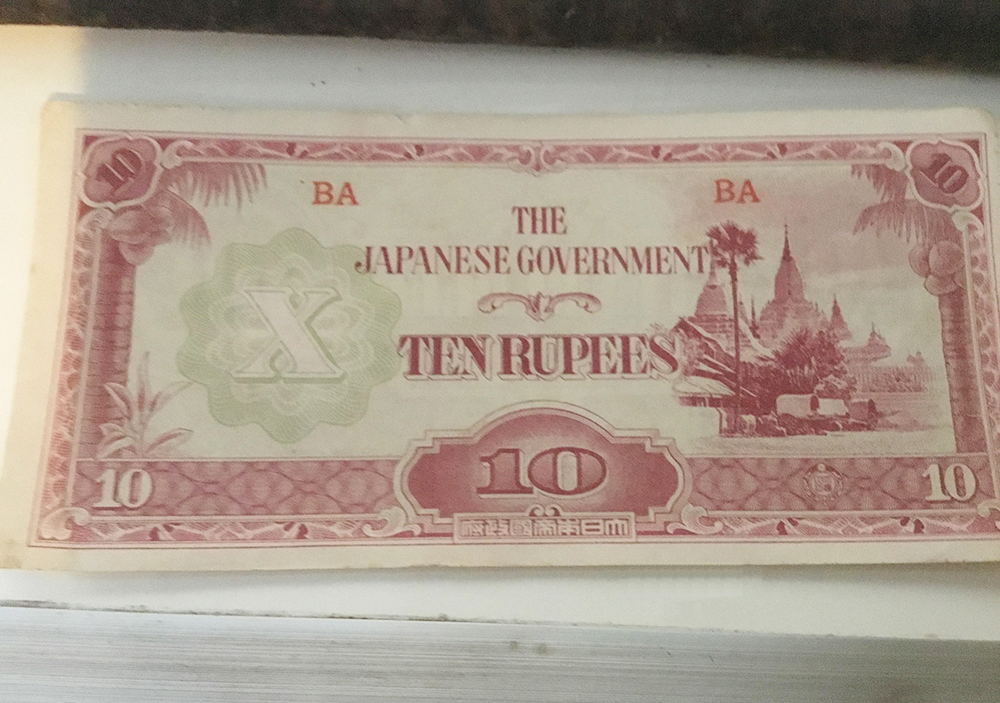 10 10
BA BA
THE
JAPANESE GOVERNMENT
X
TEN RUPEES
10 10 10
大日本帝國政府